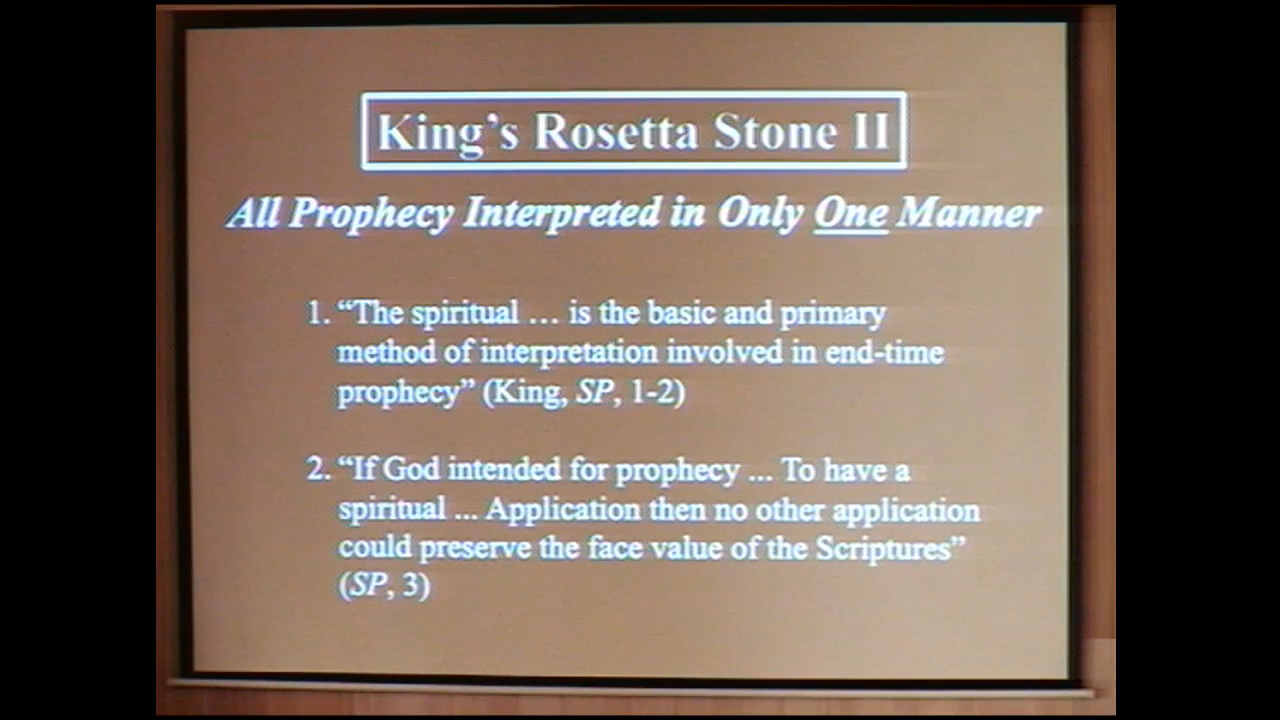 King's Rosetta Stone II
All Prophecy Interpreted in Only One Manner
1. “The spiritual … is the basic and primary
method of interpretation involved in end-time
prophecy” (King, SP, 1-2)
2. “If God intended for prophecy ... To have a
spiritual ... Application then no other application
could preserve the face value of the Scriptures”
(SP, 3)